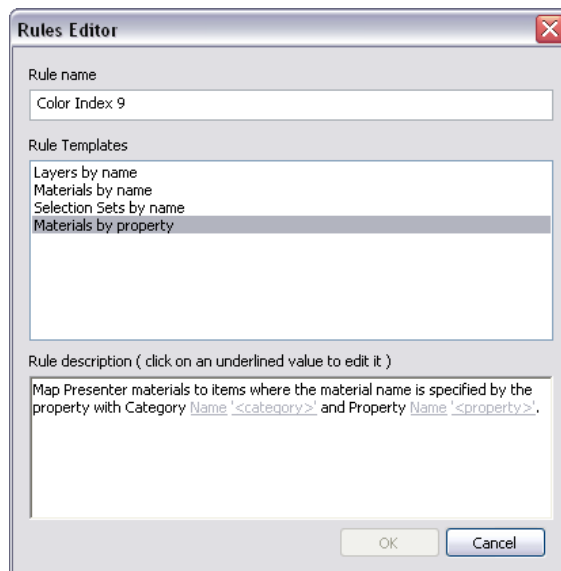 Rules Editor
Rule name
Color Index 9
Rule Templates
Layers by name
Materials by name
Selection Sets by name
Materials by property
Rule description ( click on an underlined value to edit it )
Map Presenter materials to items where the material name is specified by the
property with Category Name '<category>' and Property Name '<property>'.
OK
Cancel